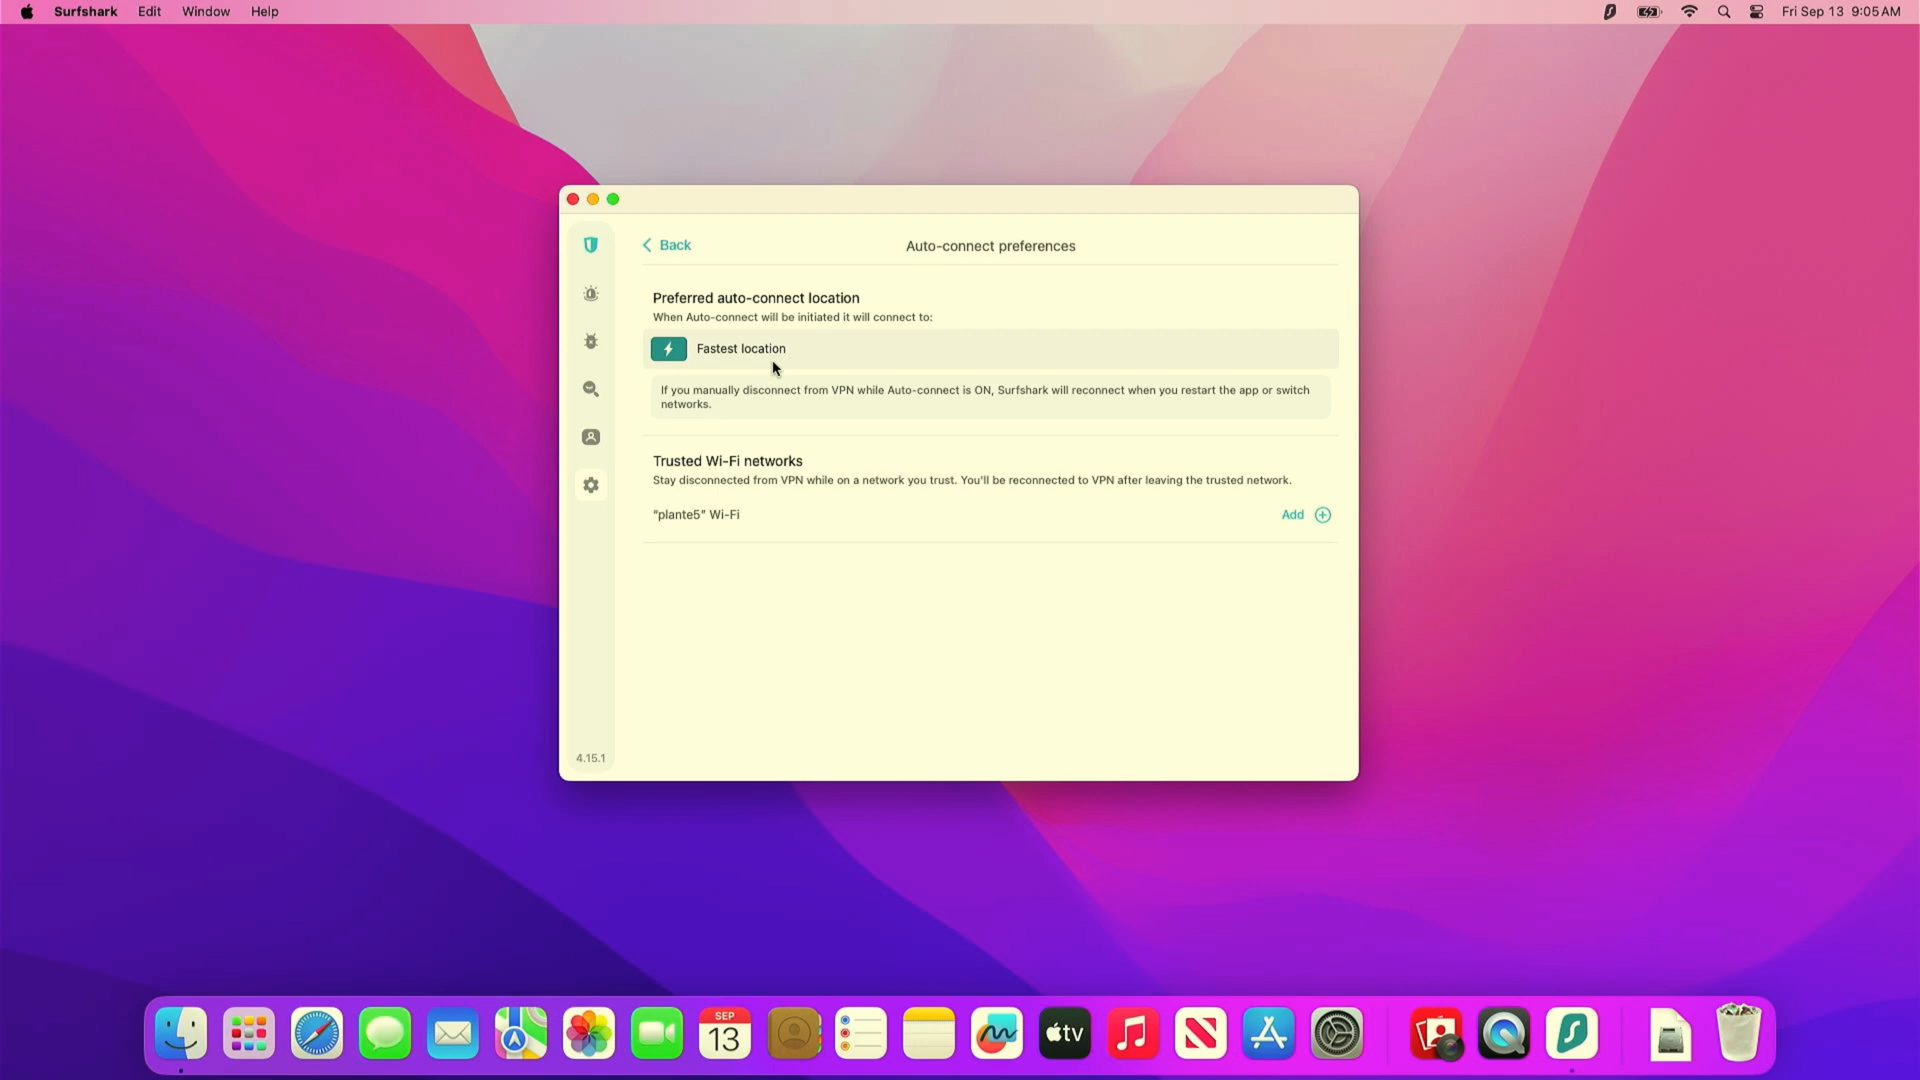 Surfshark Edit Window Help Fri Sep 13 9:05 AM
Back Auto-connect preferences
Preferred auto-connect location
When Auto-connect will be initiated it will connect to:
Fastest location
If you manually disconnect from VPN while Auto-connect is ON, Surfshark will reconnect when you restart the app or switch
networks.
Trusted Wi-Fi networks
Stay disconnected from VPN while on a network you trust. You'll be reconnected to VPN after leaving the trusted network.
"plante5" Wi-Fi Add
4.15.1
SEP
13
tv